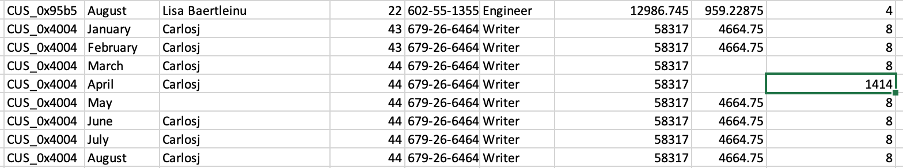 CUS_0x95b5 August Lisa Baertleinu 22 602-55-1355 Engineer 12986.745 959.22875 4
CUS_0x4004 January Carlosj 43 679-26-6464 Writer 58317 4664.75 8
CUS_0x4004 February Carlosj 43 679-26-6464 Writer 58317 4664.75 8
CUS_0x4004 March Carlosj 44 679-26-6464 Writer 58317 8
CUS_0x4004 April Carlosj 44 679-26-6464 Writer 58317 1414
CUS_0x4004 May 44 679-26-6464 Writer 58317 4664.75 8
CUS_0x4004 June Carlosj 44 679-26-6464 Writer 58317 4664.75 8
CUS_0x4004 July Carlosj 44 679-26-6464 Writer 58317 4664.75 8
CUS_0x4004 August Carlosj 44 679-26-6464 Writer 58317 4664.75 8